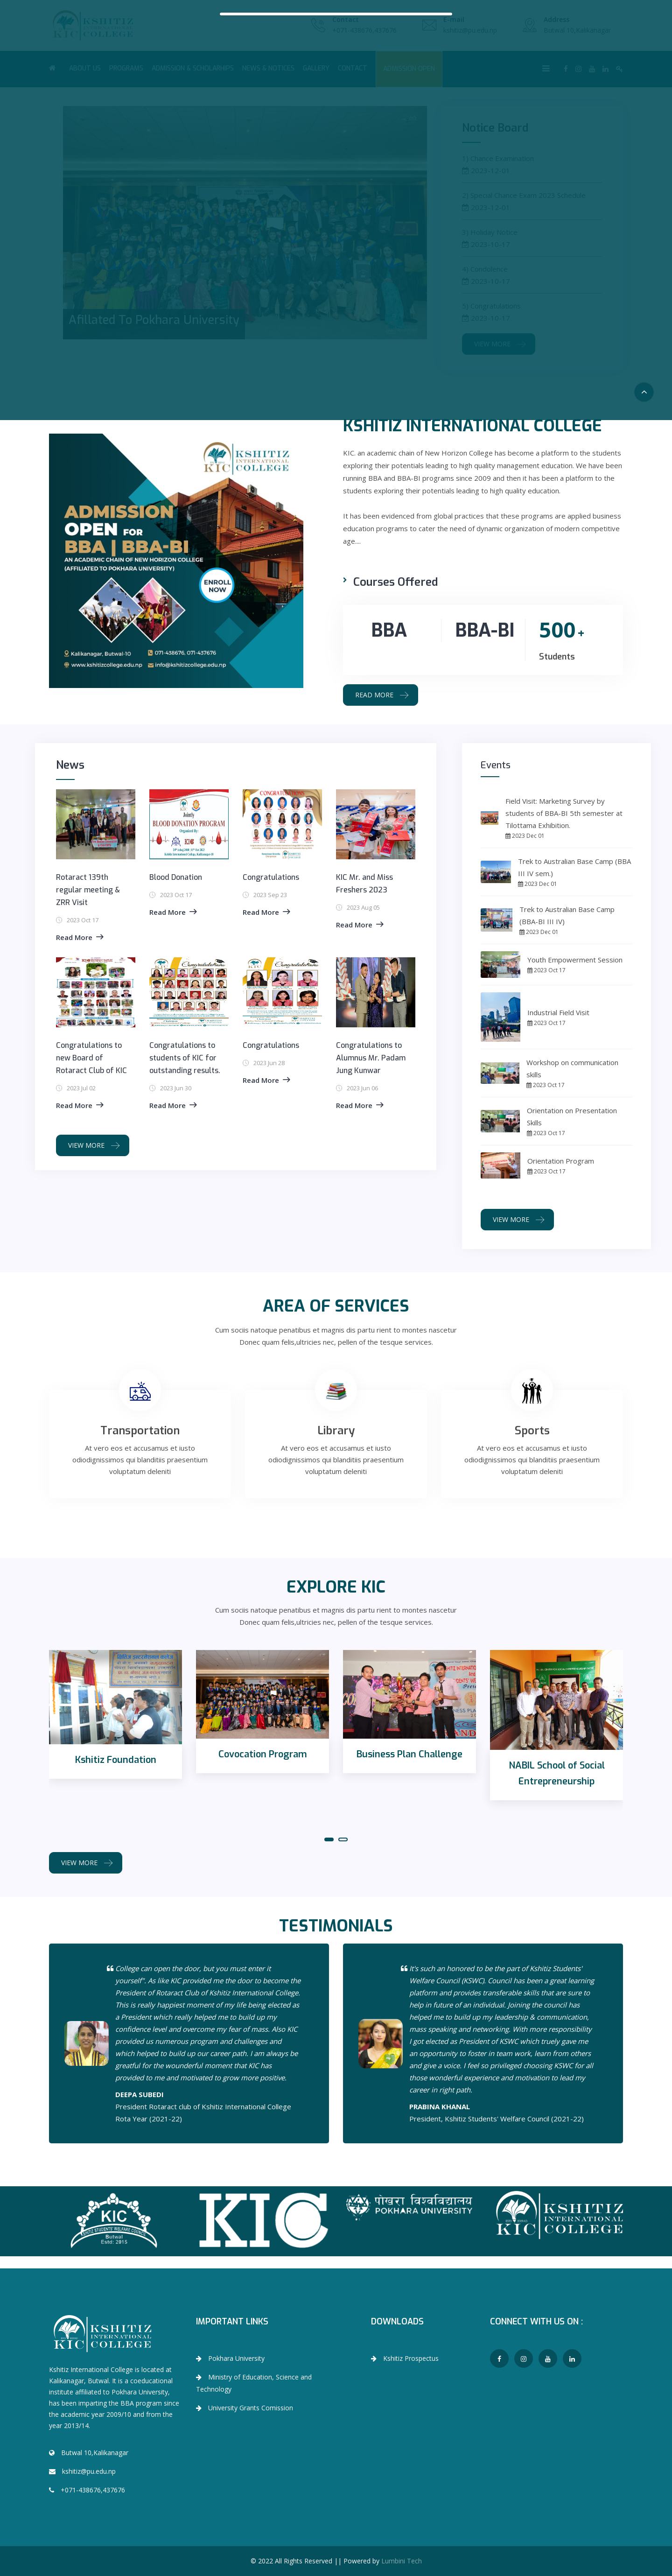 KSHITIZ
INTERNATIONAL
COLLEGE
KIC
Contact
E-mail
Address
ABOUT US
PROGRAMS
ADMISSION & SCHOLARSHIPS
NEWS & NOTICES
GALLERY
CONTACT
Afiliated To Pokhara University
Notice Board
VIEW MORE
KSHITIZ
INTERNATIONAL
KIC COLLEGE
ADMISSION
OPEN FOR
BBA | BBA-BI
AN ACADEMIC CHAIN OF NEW HORIZON COLLEGE
(AFFILIATED TO POKHARA UNIVERSITY)
ENROLL
NOW
Kalikanagar, Butwal-10
071-438676, 071-437676
www.kshitizcollege.edu.np
info@kshitizcollege.edu.np
KSHITIZ INTERNATIONAL COLLEGE
KIC. an academic chain of New Horizon College has become a platform to the students
exploring their potentials leading to high quality management education. We have been
running BBA and BBA-BI programs since 2009 and then it has been a platform to the
students exploring their potentials leading to high quality education.
It has been evidenced from global practices that these programs are applied business
education programs to cater the need of dynamic organization of modern competitive
age....
Courses Offered
BBA
BBA-BI
500 +
Students
READ MORE
News
CONGRATULATIONS
Jointly
BLOOD DONATION PROGRAM
Organized By
Rotaract 139th
regular meeting &
ZRR Visit
2023 Oct 17
Read More
Blood Donation
2023 Oct 17
Read More
Congratulations
2023 Sep 23
Read More
KIC Mr. and Miss
Freshers 2023
2023 Aug 05
Read More
Congratulations
Congratulations
Congratulations to
new Board of
Rotaract Club of KIC
2023 Jul 02
Read More
Congratulations to
students of KIC for
outstanding results.
2023 Jun 30
Read More
Congratulations
2023 Jun 28
Read More
Congratulations to
Alumnus Mr. Padam
Jung Kunwar
2023 Jun 06
Read More
VIEW MORE
Events
Field Visit: Marketing Survey by
students of BBA-BI 5th semester at
Tilottama Exhibition.
2023 Dec 01
Trek to Australian Base Camp (BBA
III IV sem.)
2023 Dec 01
Trek to Australian Base Camp
(BBA-BI III IV)
2023 Dec 01
Youth Empowerment Session
2023 Oct 17
Industrial Field Visit
2023 Oct 17
Workshop on communication
skills
2023 Oct 17
Orientation on Presentation
Skills
2023 Oct 17
Orientation Program
2023 Oct 17
VIEW MORE
AREA OF SERVICES
Cum sociis natoque penatibus et magnis dis partu rient to montes nascetur
Donec quam felis,ultricies nec, pellen of the tesque services.
Transportation
At vero eos et accusamus et iusto
odiodignissimos qui blanditiis praesentium
voluptatum deleniti
Library
At vero eos et accusamus et iusto
odiodignissimos qui blanditiis praesentium
voluptatum deleniti
Sports
At vero eos et accusamus et iusto
odiodignissimos qui blanditiis praesentium
voluptatum deleniti
EXPLORE KIC
Cum sociis natoque penatibus et magnis dis partu rient to montes nascetur
Donec quam felis,ultricies nec, pellen of the tesque services.
Kshitiz Foundation
Covocation Program
Business Plan Challenge
NABIL School of Social
Entrepreneurship
VIEW MORE
TESTIMONIALS
College can open the door, but you must enter it
yourself". As like KIC provided me the door to become the
President of Rotaract Club of Kshitiz International College.
This is really happiest moment of my life being elected as
a President which really helped me to build up my
confidence level and overcome my fear of mass. Also KIC
provided us numerous program and challenges and
which helped to build up our career path. I am always be
greatful for the wounderful moment that KIC has
provided to me and motivated to grow more positive.
DEEPA SUBEDI
President Rotaract club of Kshitiz International College
Rota Year (2021-22)
It's such an honored to be the part of Kshitiz Students'
Welfare Council (KSWC). Council has been a great learning
platform and provides transferable skills that are sure to
help in future of an individual. Joining the council has
helped me to build up my leadership & communication,
mass speaking and networking. With more responsibility
I got elected as President of KSWC which truely gave me
an opportunity to foster in team work, learn from others
and give a voice. I feel so privileged choosing KSWC for all
those wonderful experience and motivation to lead my
career in right path.
PRABINA KHANAL
President, Kshitiz Students' Welfare Council (2021-22)
KIC
Butwal
Estd: 2015
KIC
पोखरा विश्वविद्यालय
POKHARA UNIVERSITY
KSHITIZ
INTERNATIONAL
KIC COLLEGE
KSHITIZ
INTERNATIONAL
KIC COLLEGE
Kshitiz International College is located at
Kalikanagar, Butwal. It is a coeducational
institute affiliated to Pokhara University,
has been imparting the BBA program since
the academic year 2009/10 and from the
year 2013/14.
Butwal 10,Kalikanagar
kshitiz@pu.edu.np
+071-438676,437676
IMPORTANT LINKS
Pokhara University
Ministry of Education, Science and
Technology
University Grants Comission
DOWNLOADS
Kshitiz Prospectus
CONNECT WITH US ON :
© 2022 All Rights Reserved || Powered by Lumbini Tech